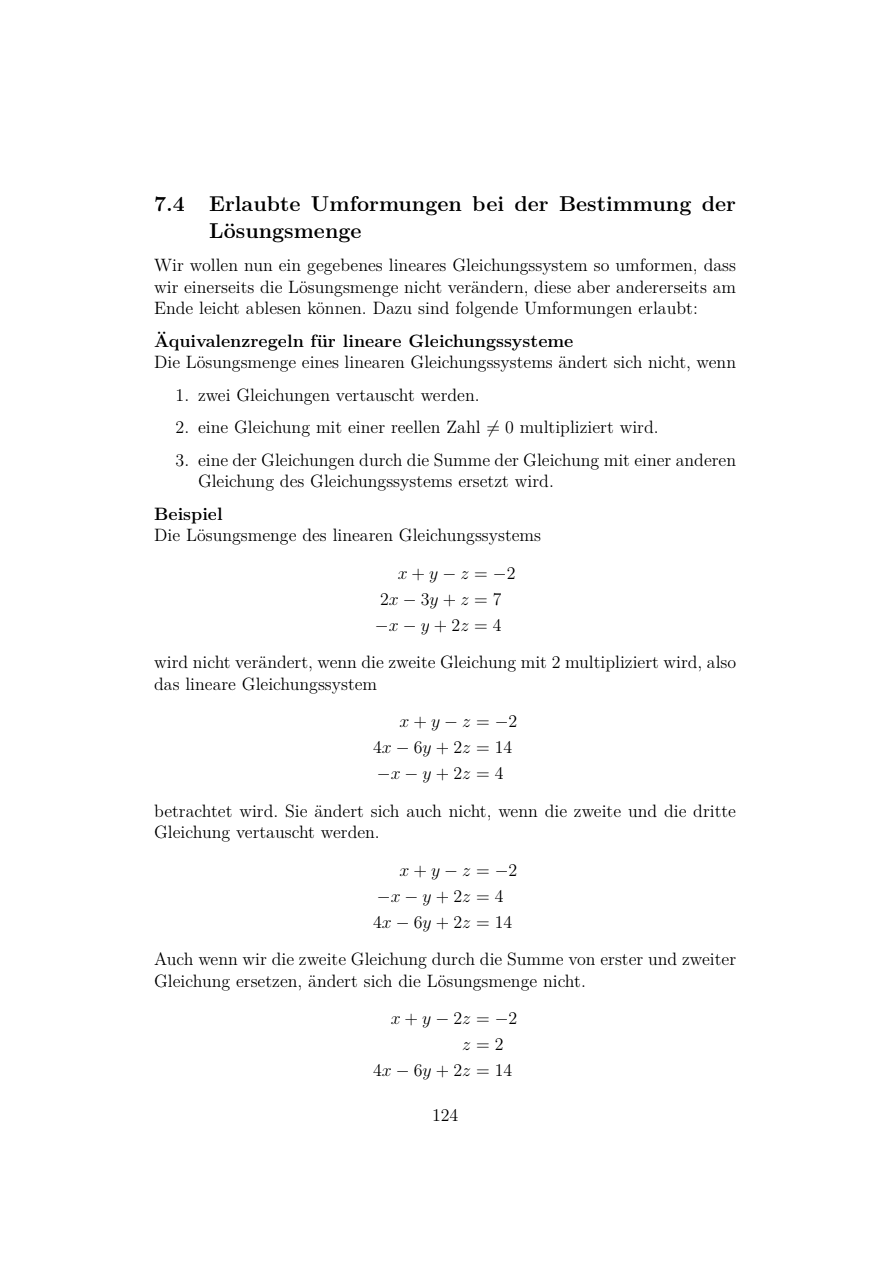 7.4 Erlaubte Umformungen bei der Bestimmung der
Lösungsmenge
Wir wollen nun ein gegebenes lineares Gleichungssystem so umformen, dass
wir einerseits die Lösungsmenge nicht verändern, diese aber andererseits am
Ende leicht ablesen können. Dazu sind folgende Umformungen erlaubt:
Äquivalenzregeln für lineare Gleichungssysteme
Die Lösungsmenge eines linearen Gleichungssystems ändert sich nicht, wenn
1. zwei Gleichungen vertauscht werden.
2. eine Gleichung mit einer reellen Zahl ≠ 0 multipliziert wird.
3. eine der Gleichungen durch die Summe der Gleichung mit einer anderen
Gleichung des Gleichungssystems ersetzt wird.
Beispiel
Die Lösungsmenge des linearen Gleichungssystems
x + y − z = −2
2x − 3y + z = 7
−x − y + 2z = 4
wird nicht verändert, wenn die zweite Gleichung mit 2 multipliziert wird, also
das lineare Gleichungssystem
x + y − z = −2
4x − 6y + 2z = 14
−x − y + 2z = 4
betrachtet wird. Sie ändert sich auch nicht, wenn die zweite und die dritte
Gleichung vertauscht werden.
x + y − z = −2
−x − y + 2z = 4
4x − 6y + 2z = 14
Auch wenn wir die zweite Gleichung durch die Summe von erster und zweiter
Gleichung ersetzen, ändert sich die Lösungsmenge nicht.
x + y − 2z = −2
z = 2
4x − 6y + 2z = 14
124